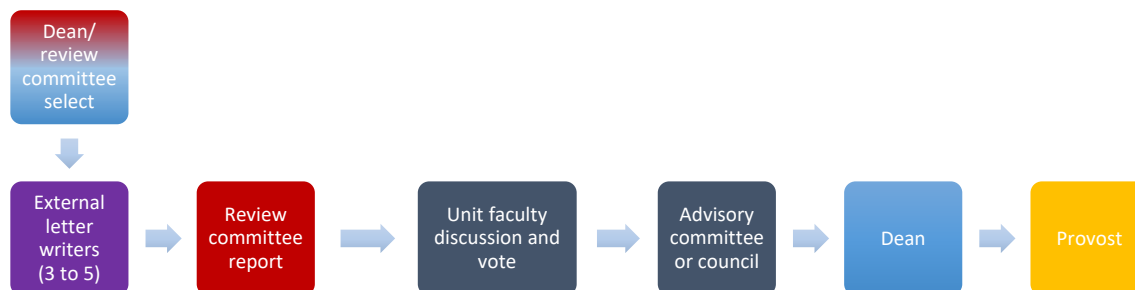 Dean/
review
committee
select
External
letter
writers
(3 to 5)
Review
committee
report
Unit faculty
discussion and
vote
Advisory
committee
or council
Dean
Provost